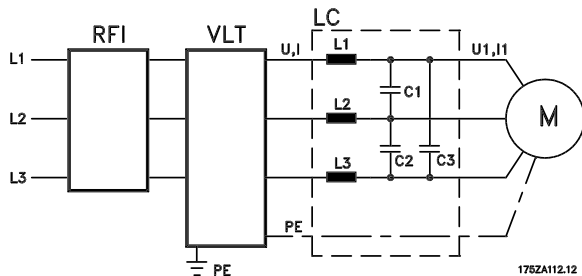 RFI VLT LC
L1 U,I L1 U1,I1
C1
L2 L2 M
C2 C3
L3 L3
PE
PE
175ZA112.12